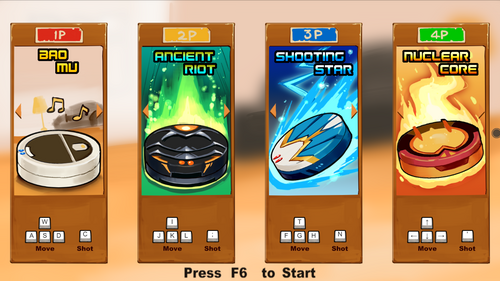 1P
2P
3P
4P
BAO
MU
ANCIENT
RIOT
SHOOTING
STAR
NUCLEAR
CORE
W
A S D
C
Move
Shot
I
J K L
;
Move
Shot
T
F G H
N
Move
Shot
↑
← ↓ →
Move
Shot
Press F6 to Start